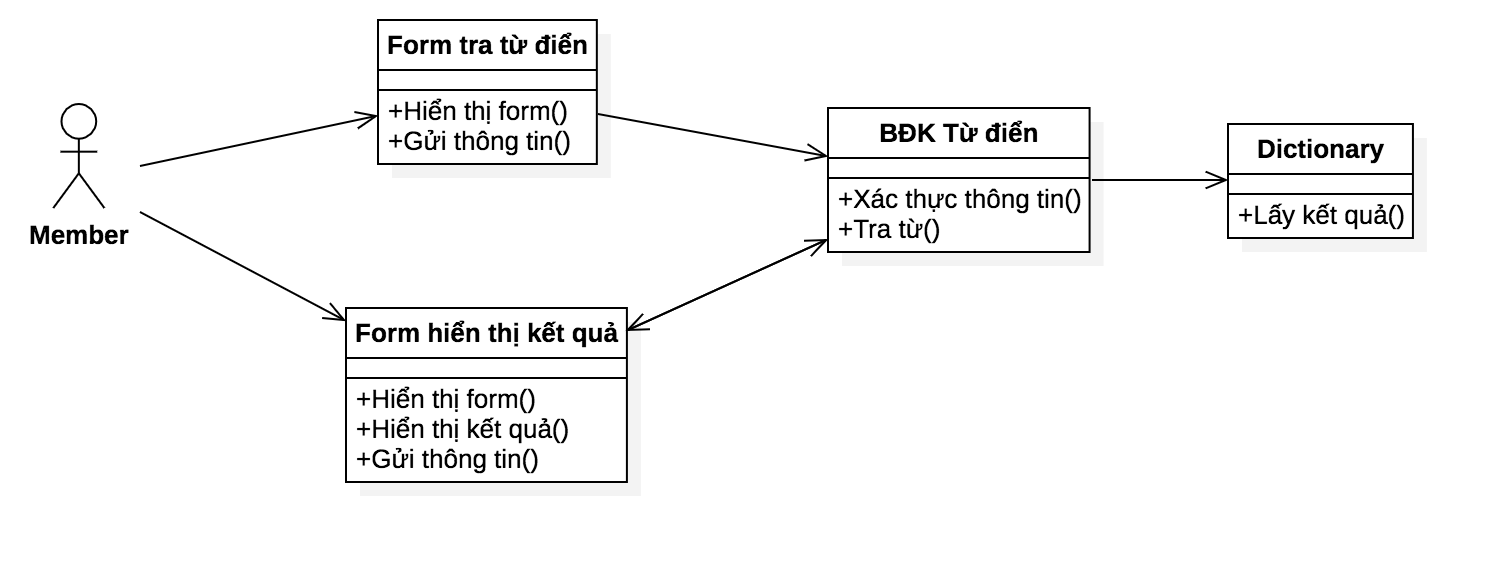 Form tra từ điển
+Hiển thị form()
+Gửi thông tin()
Member
BĐK Từ điển
+Xác thực thông tin()
+Tra từ()
Dictionary
+Lấy kết quả()
Form hiển thị kết quả
+Hiển thị form()
+Hiển thị kết quả()
+Gửi thông tin()